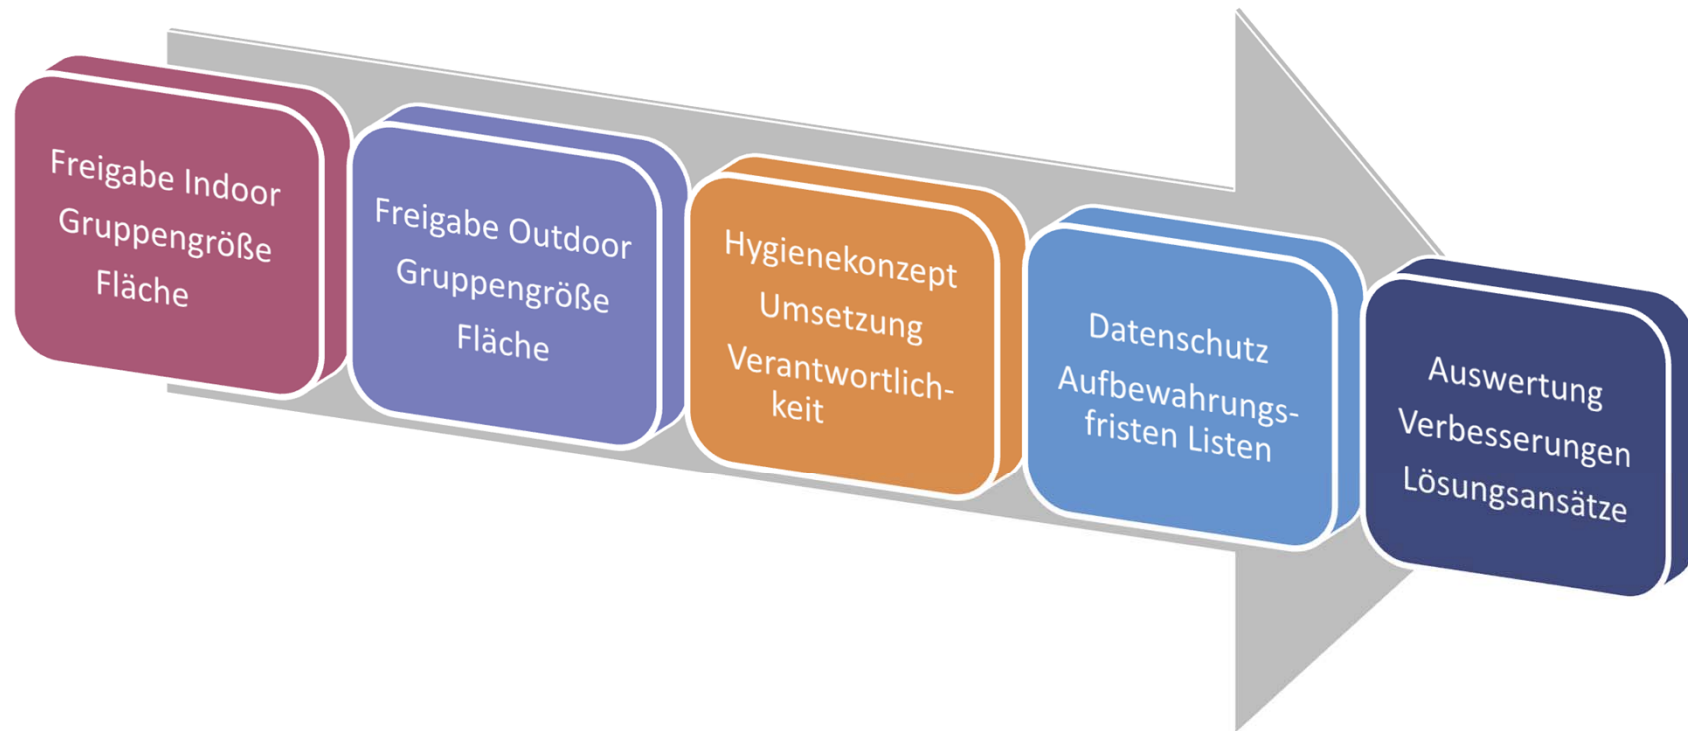 Freigabe Indoor
Gruppengröße
Fläche
Freigabe Outdoor
Gruppengröße
Fläche
Hygienekonzept
Umsetzung
Verantwortlich-
keit
Datenschutz
Aufbewahrungs-
fristen Listen
Auswertung
Verbesserungen
Lösungsansätze